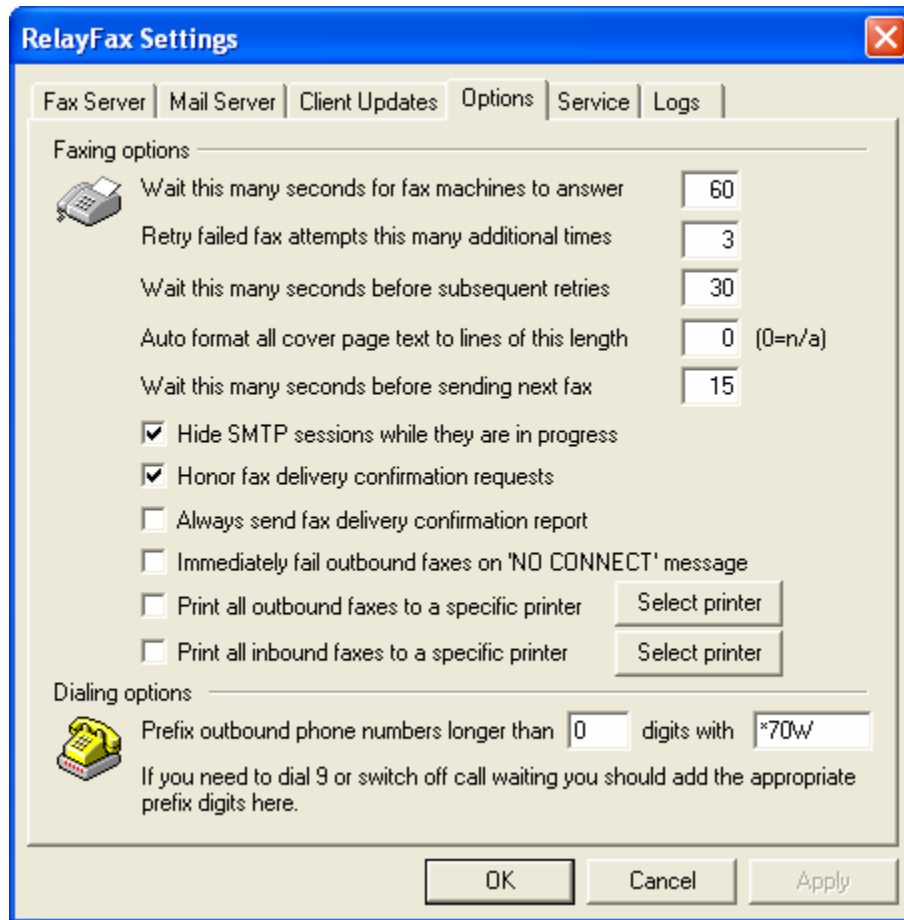 RelayFax Settings
Fax Server Mail Server Client Updates Options Service Logs
Faxing options
Wait this many seconds for fax machines to answer 60
Retry failed fax attempts this many additional times 3
Wait this many seconds before subsequent retries 30
Auto format all cover page text to lines of this length 0 (0=n/a)
Wait this many seconds before sending next fax 15
Hide SMTP sessions while they are in progress
Honor fax delivery confirmation requests
Always send fax delivery confirmation report
Immediately fail outbound faxes on 'NO CONNECT' message
Print all outbound faxes to a specific printer Select printer
Print all inbound faxes to a specific printer Select printer
Dialing options
Prefix outbound phone numbers longer than 0 digits with *70W
If you need to dial 9 or switch off call waiting you should add the appropriate
prefix digits here.
OK Cancel Apply